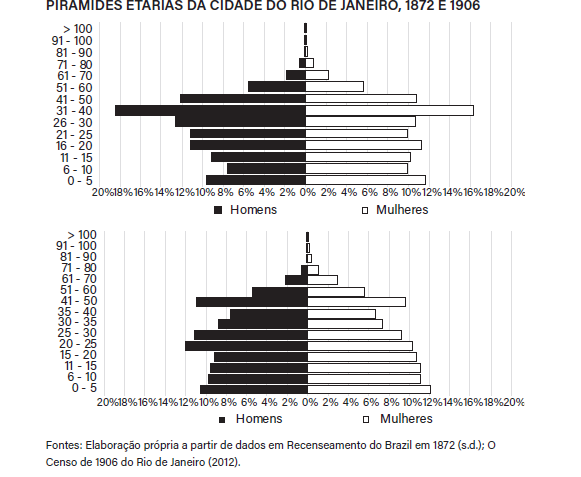 PIRÂMIDES ETÁRIAS DA CIDADE DO RIO DE JANEIRO, 1872 E 1906
> 100
91 - 100
81 - 90
71 - 80
61 - 70
51 - 60
41 - 50
31 - 40
26 - 30
21 - 25
16 - 20
11 - 15
6 - 10
0 - 5
20% 18% 16% 14% 12% 10% 8% 6% 4% 2% 0% 2% 4% 6% 8% 10% 12% 14% 16% 18% 20%
Homens Mulheres
> 100
91 - 100
81 - 90
71 - 80
61 - 70
51 - 60
41 - 50
35 - 40
30 - 35
25 - 30
20 - 25
15 - 20
11 - 15
6 - 10
0 - 5
20% 18% 16% 14% 12% 10% 8% 6% 4% 2% 0% 2% 4% 6% 8% 10% 12% 14% 16% 18% 20%
Homens Mulheres
Fontes: Elaboração própria a partir de dados em Recenseamento do Brazil em 1872 (s.d.); O
Censo de 1906 do Rio de Janeiro (2012).